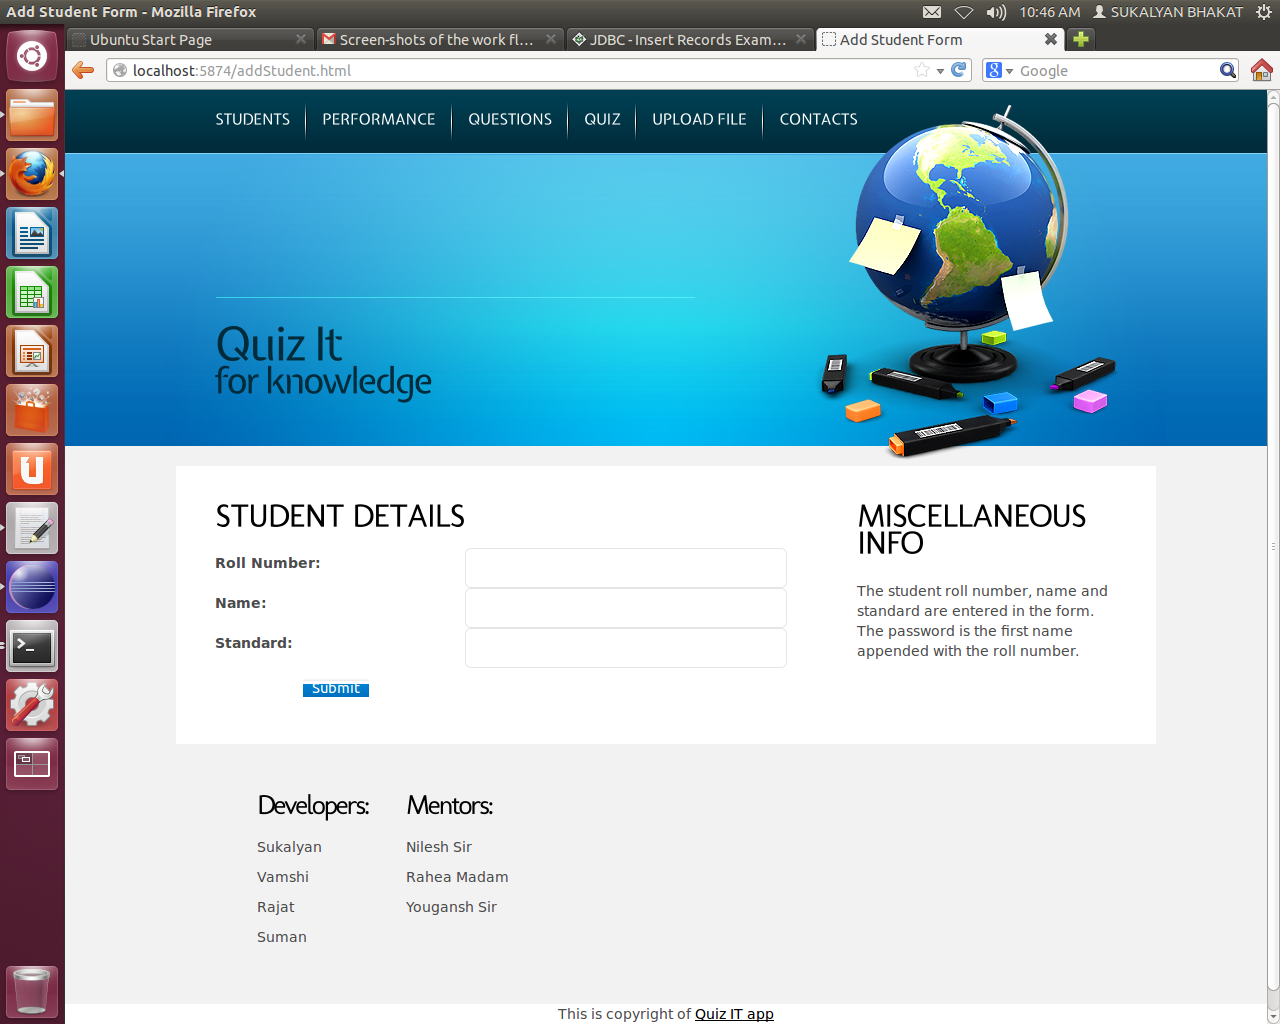 Add Student Form - Mozilla Firefox
10:46 AM SUKALYAN BHAKAT
Ubuntu Start Page
Screen-shots of the work fl...
JDBC - Insert Records Exam...
Add Student Form
localhost:5874/addStudent.html
Google
STUDENTS PERFORMANCE QUESTIONS QUIZ UPLOAD FILE CONTACTS
Quiz It
for knowledge
STUDENT DETAILS
Roll Number:
Name:
Standard:
Submit
MISCELLANEOUS
INFO
The student roll number, name and
standard are entered in the form.
The password is the first name
appended with the roll number.
Developers:
Sukalyan
Vamshi
Rajat
Suman
Mentors:
Nilesh Sir
Rahea Madam
Yougansh Sir
This is copyright of Quiz IT app